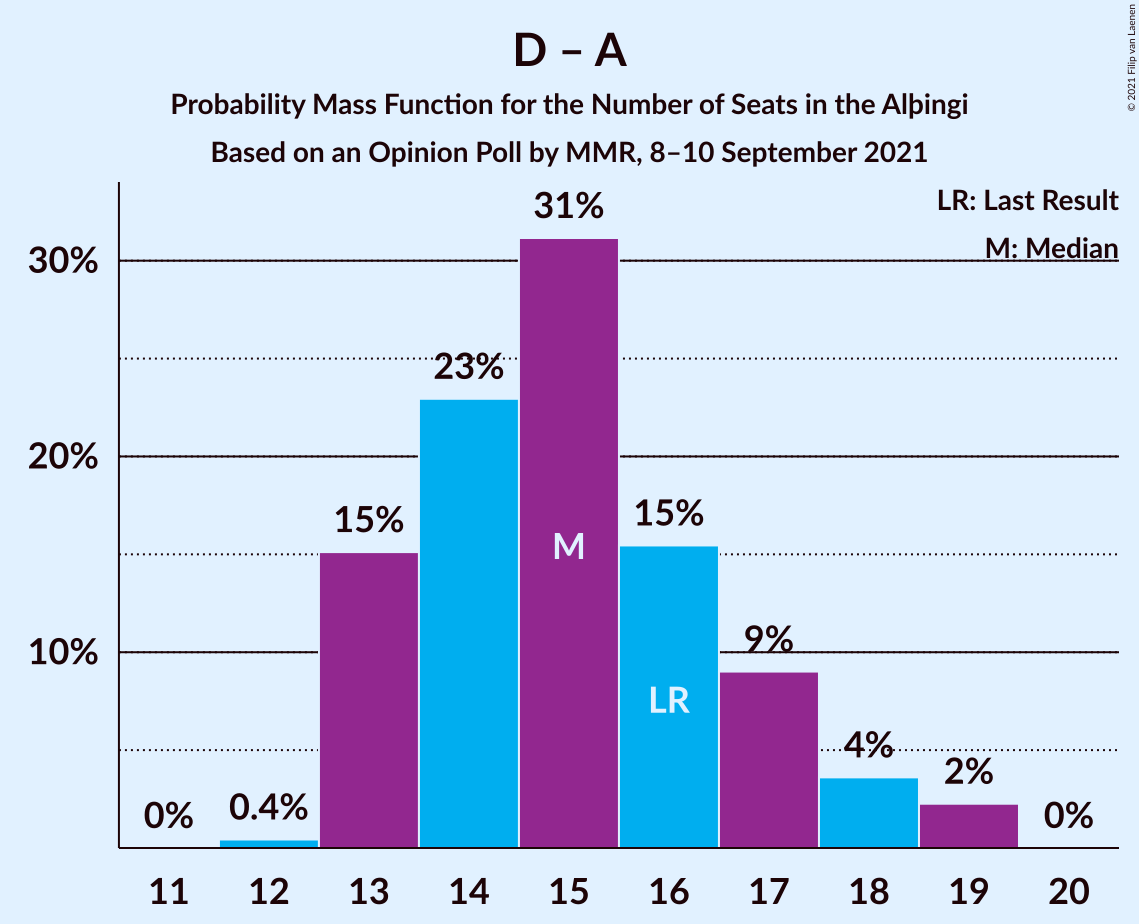 D – A
Probability Mass Function for the Number of Seats in the Alþingi
Based on an Opinion Poll by MMR, 8–10 September 2021
© 2021 Filip van Laenen
LR: Last Result
M: Median
30%
20%
10%
0%
0.4%
15%
23%
31%
15%
9%
4%
2%
0%
M
LR
11 12 13 14 15 16 17 18 19 20